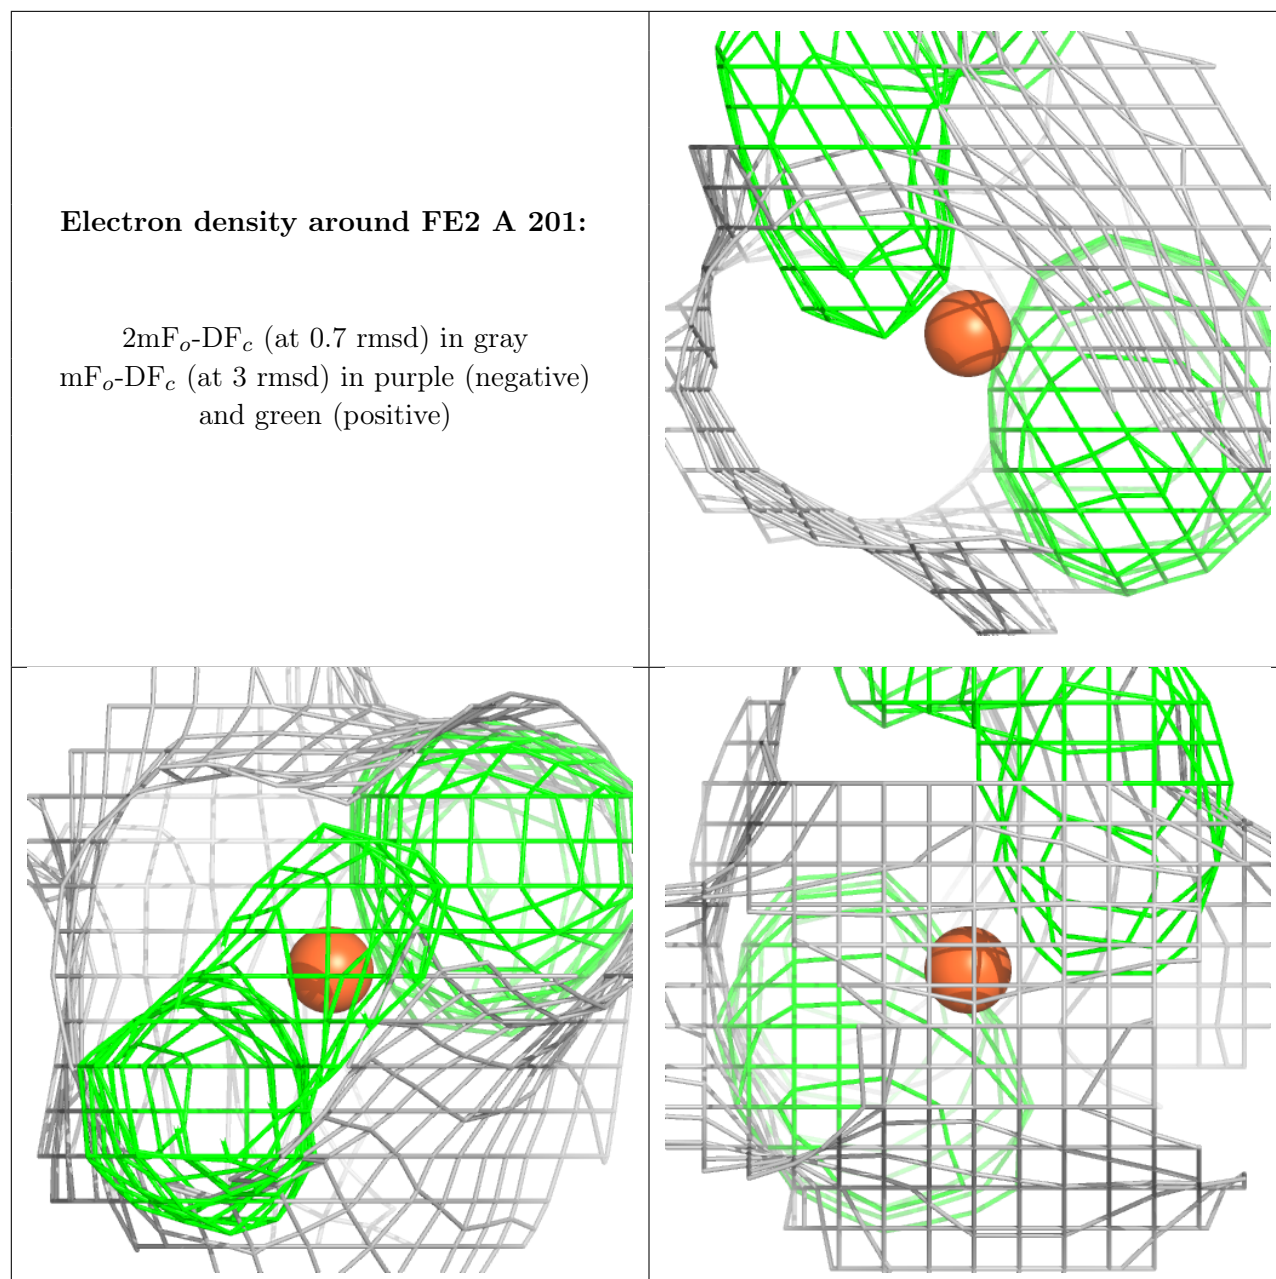 Electron density around FE2 A 201:
2mFo-DFc (at 0.7 rmsd) in gray
mFo-DFc (at 3 rmsd) in purple (negative)
and green (positive)